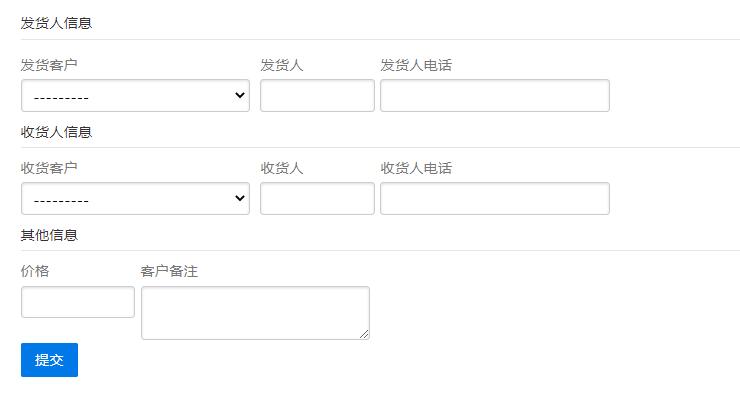 发货人信息
发货客户 发货人 发货人电话
---------
收货人信息
收货客户 收货人 收货人电话
---------
其他信息
价格 客户备注
提交